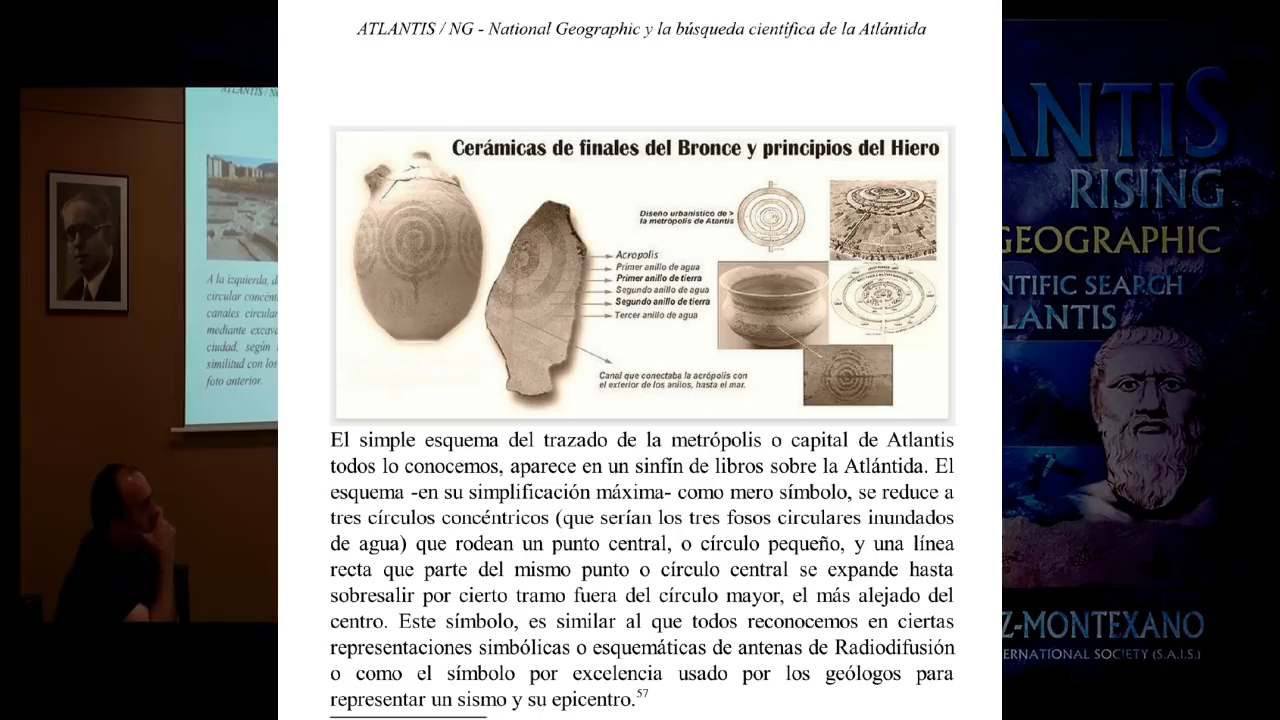 ATLANTIS / NG - National Geographic y la búsqueda científica de la Atlántida
Cerámicas de finales del Bronce y principios del Hiero
Diseño urbanístico de >
la metrópolis de Atantis
Acropolis
Primer anillo de agua
Primer anillo de tierra
Segundo anillo de agua
Segundo anillo de tierra
Tercer anillo de agua
Canal que conectaba la acrópolis con
el exterior de los anilos, hasta el mar.
El simple esquema del trazado de la metrópolis o capital de Atlantis
todos lo conocemos, aparece en un sinfín de libros sobre la Atlántida. El
esquema -en su simplificación máxima- como mero símbolo, se reduce a
tres círculos concéntricos (que serían los tres fosos circulares inundados
de agua) que rodean un punto central, o círculo pequeño, y una línea
recta que parte del mismo punto o círculo central se expande hasta
sobresalir por cierto tramo fuera del círculo mayor, el más alejado del
centro. Este símbolo, es similar al que todos reconocemos en ciertas
representaciones simbólicas o esquemáticas de antenas de Radiodifusión
o como el símbolo por excelencia usado por los geólogos para
representar un sismo y su epicentro.57
ATLANTIS / NG
A la izquierda, d
circular concént
canales circular
mediante excava
ciudad, según
similitud con los
foto anterior.
ANTIS
RISING
GEOGRAPHIC
NTIFIC SEARCH
LANTIS
Z-MONTEXANO
ERNATIONAL SOCIETY (S.A.I.S.)